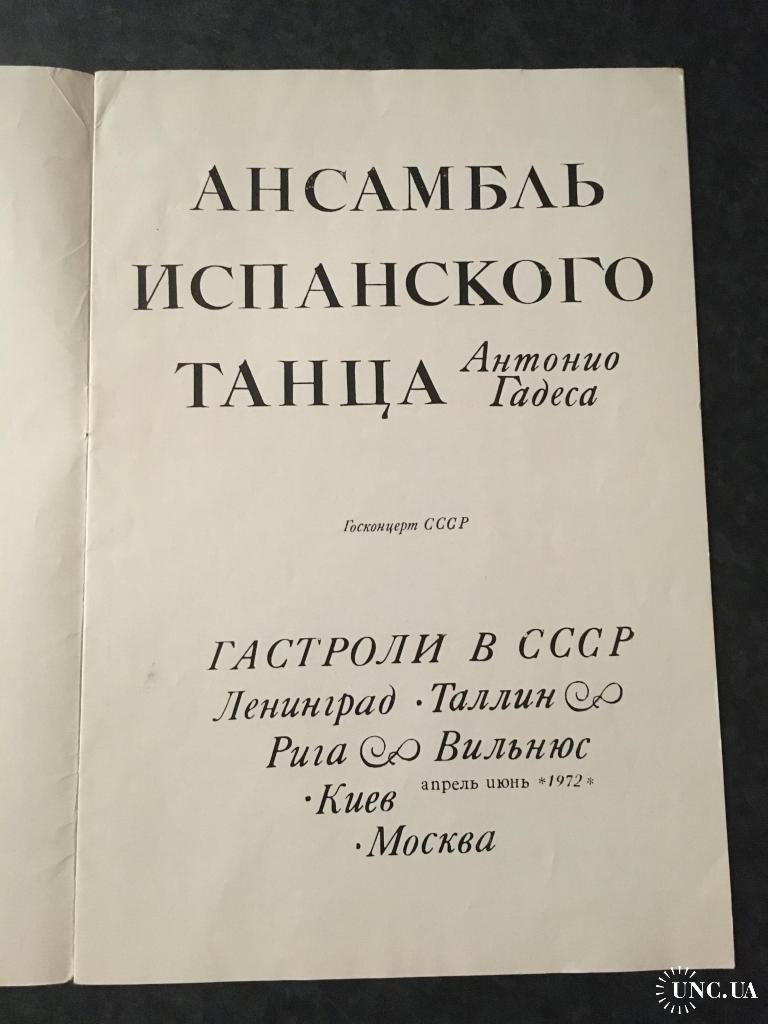 АНСАМБЛЬ
ИСПАНСКОГО
ТАНЦА Антонио
Гадеса
Госконцерт СССР
ГАСТРОЛИ В СССР
Ленинград · Таллин
Рига Вильнюс
· Киев апрель июнь *1972*
· Москва
UNC.UA